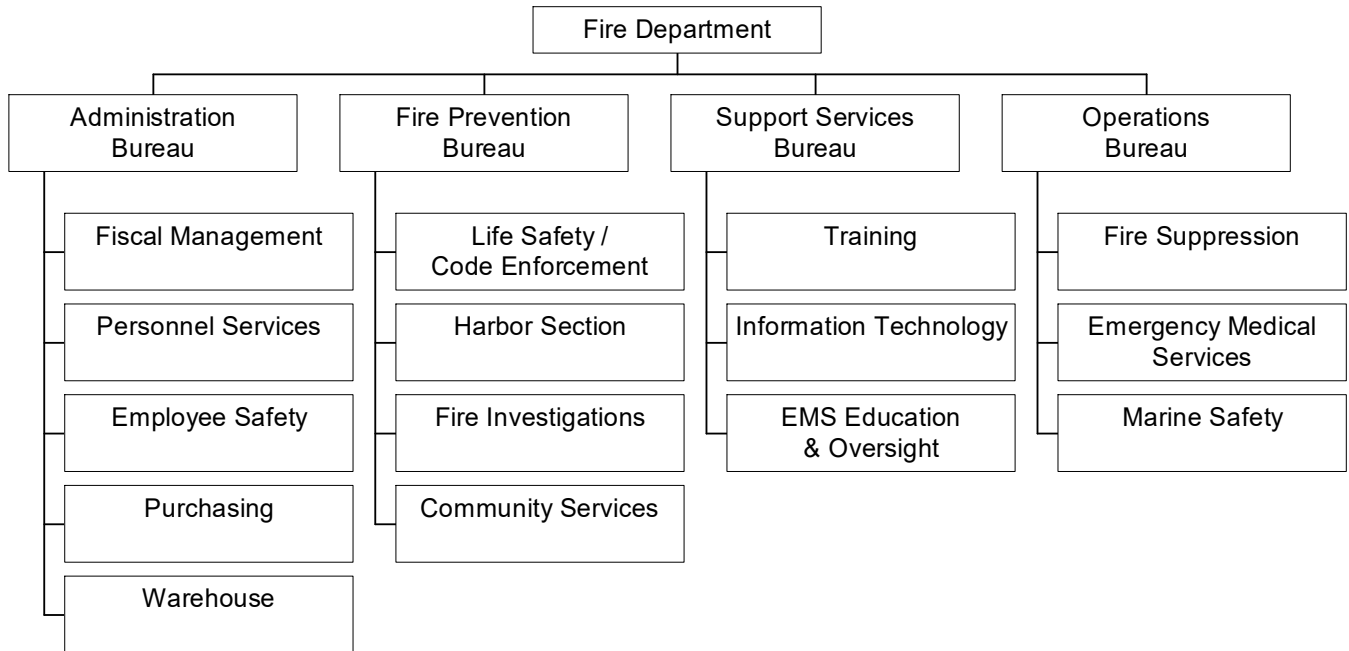 Fire Department
Administration
Bureau
Fire Prevention
Bureau
Support Services
Bureau
Operations
Bureau
Fiscal Management
Personnel Services
Employee Safety
Purchasing
Warehouse
Life Safety /
Code Enforcement
Harbor Section
Fire Investigations
Community Services
Training
Information Technology
EMS Education
& Oversight
Fire Suppression
Emergency Medical
Services
Marine Safety